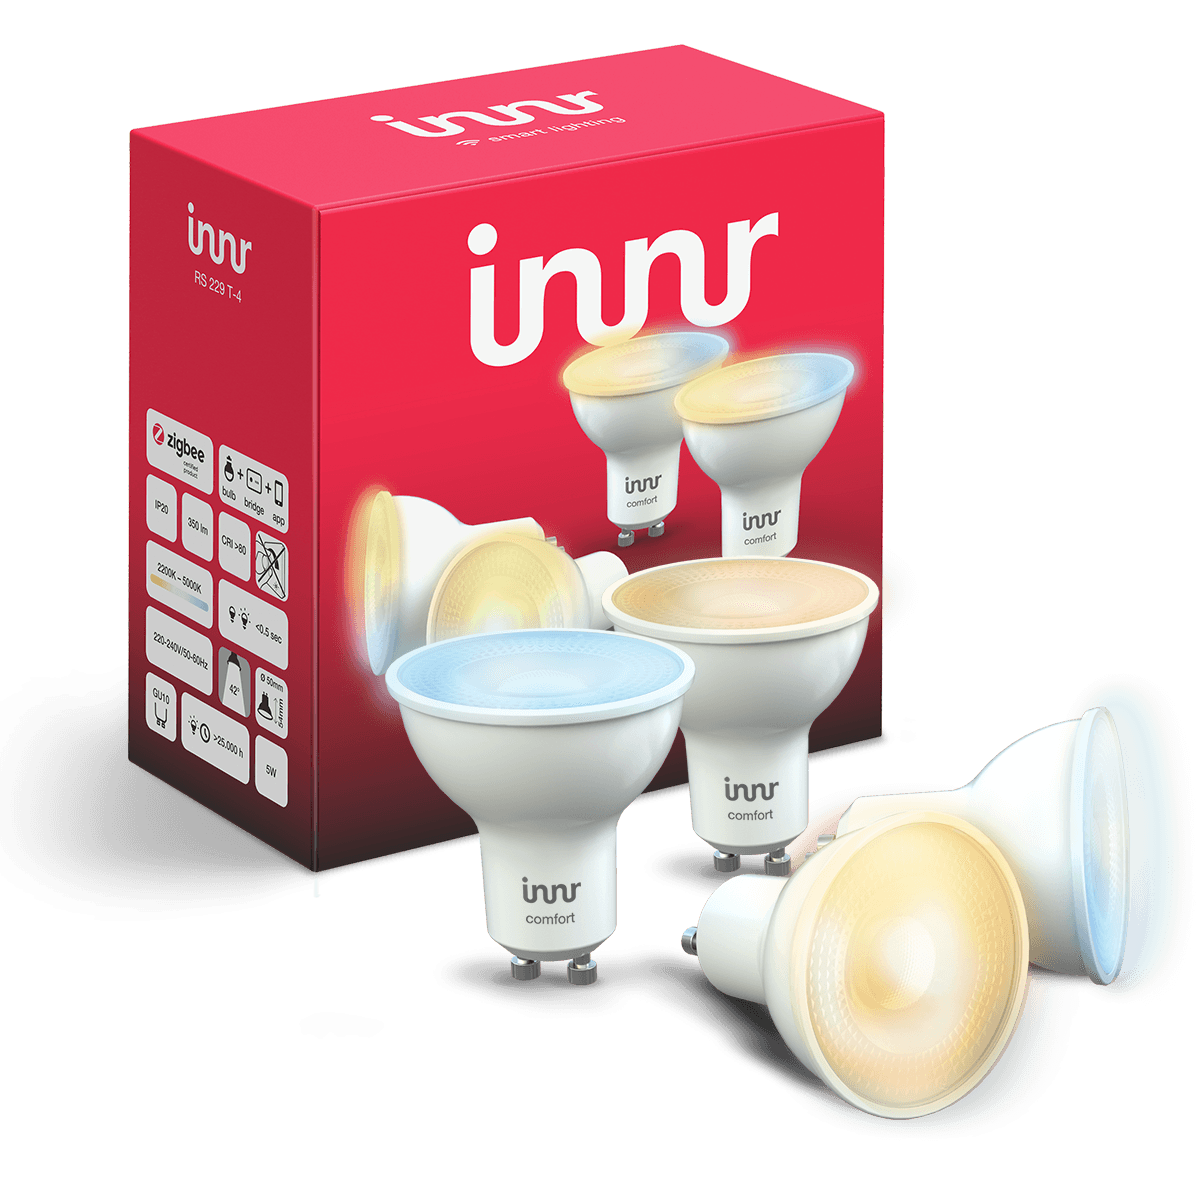 innr
smart lighting
innr
RS 229 T-4
innr
zigbee
certified
product
bulb + bridge + app
IP20
350 lm
CRI >80
2200K – 5000K
<0.5 sec
220-240V/50-60Hz
42°
Ø 50mm
54mm
GU10
>25.000 h
5W
innr
comfort
innr
comfort
innr
comfort
innr
comfort